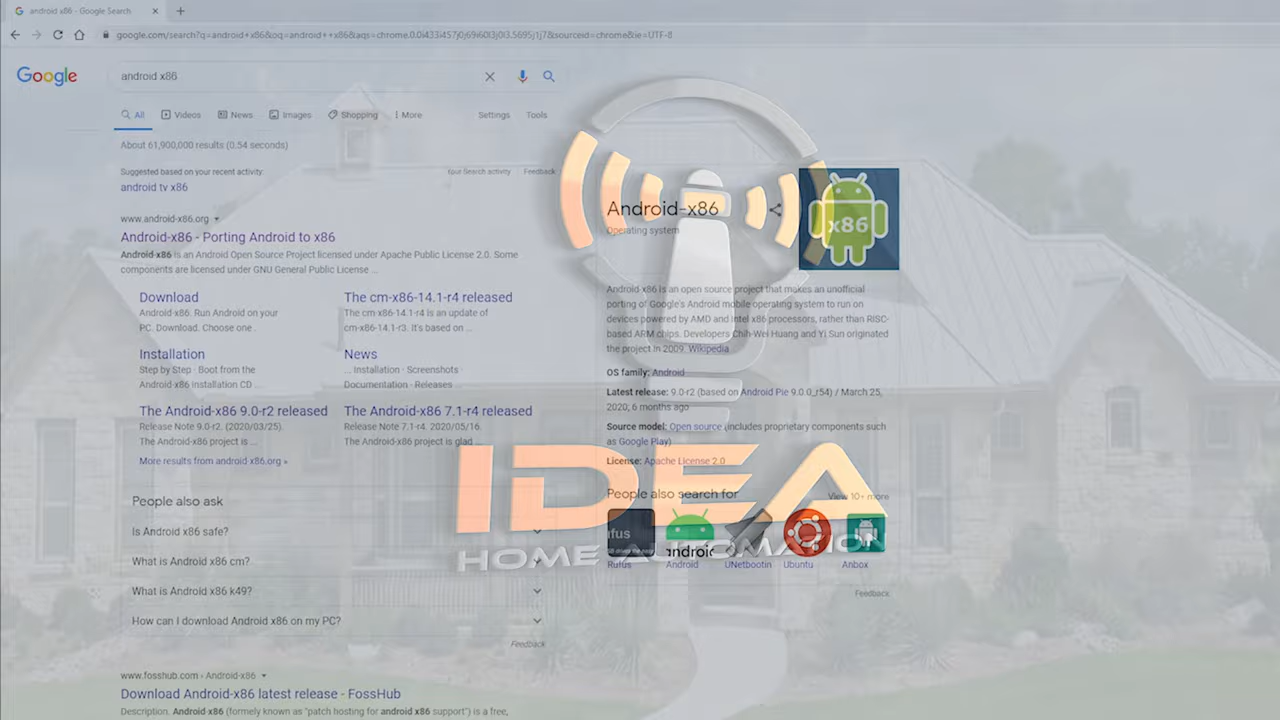 android x86 - Google Search
google.com/search?q=android+x86&oq=android++x86&aqs=chrome.0.0i433i457j0j69i60l3j0l3.5695j1j7&sourceid=chrome&ie=UTF-8
Google
android x86
All
Videos
News
Images
Shopping
More
Settings
Tools
About 61,900,000 results (0.54 seconds)
Suggested based on your recent activity:
Your Search activity
Feedback
android tv x86
www.android-x86.org
Android-x86 - Porting Android to x86
Android-x86 is an Android Open Source Project licensed under Apache Public License 2.0. Some
components are licensed under GNU General Public License ...
Download
Android-x86. Run Android on your
PC. Download. Choose one .
The cm-x86-14.1-r4 released
The cm-x86-14.1-r4 is an update of
cm-x86-14.1-r3. It's based on ...
Installation
Step by Step · Boot from the
Android-x86 Installation CD ...
News
... Installation · Screenshots ·
Documentation · Releases ...
The Android-x86 9.0-r2 released
Release Note 9.0-r2. (2020/03/25).
The Android-x86 project is ...
The Android-x86 7.1-r4 released
Release Note 7.1-r4. 2020/05/16.
The Android-x86 project is glad ...
More results from android-x86.org »
People also ask
Is Android x86 safe?
What is Android x86 cm?
What is Android x86 k49?
How can I download Android x86 on my PC?
Feedback
www.fosshub.com › Android-x86
Download Android-x86 latest release - FossHub
Description. Android-x86 (formely known as "patch hosting for android x86 support") is a free,
Android-x86
Operating system
x86
Android-x86 is an open source project that makes an unofficial
porting of Google's Android mobile operating system to run on
devices powered by AMD and Intel x86 processors, rather than RISC-
based ARM chips. Developers Chih-Wei Huang and Yi Sun originated
the project in 2009. Wikipedia
OS family: Android
Latest release: 9.0-r2 (based on Android Pie 9.0.0_r54) / March 25,
2020; 6 months ago
Source model: Open source (includes proprietary components such
as Google Play)
License: Apache License 2.0
People also search for
View 10+ more
android
Rufus
Android
UNetbootin
Ubuntu
Anbox
Feedback
IDEA
HOME AUTOMATION